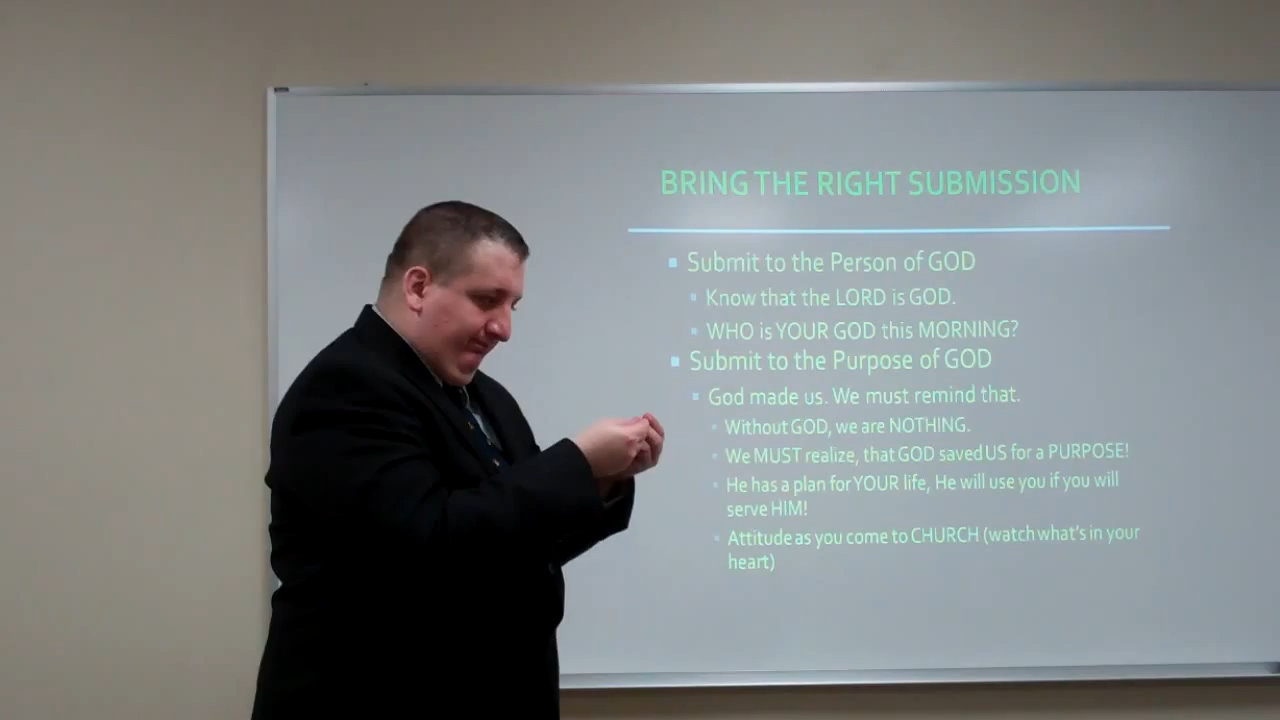 BRING THE RIGHT SUBMISSION
Submit to the Person of GOD
Know that the LORD is GOD.
WHO is YOUR GOD this MORNING?
Submit to the Purpose of GOD
God made us. We must remind that.
Without GOD, we are NOTHING.
We MUST realize, that GOD saved US for a PURPOSE!
He has a plan for YOUR life, He will use you if you will
serve HIM!
Attitude as you come to CHURCH (watch what's in your
heart)